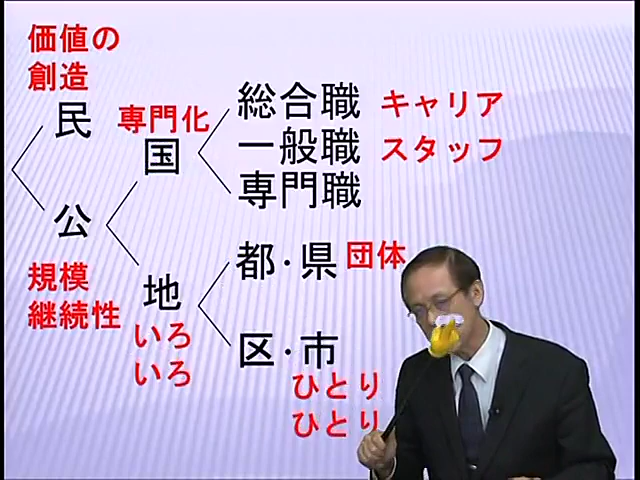 価値の
創造
民
専門化
国
総合職 キャリア
一般職 スタッフ
専門職
公
規模
継続性
地
いろ
いろ
都・県 団体
区・市
ひとり
ひとり